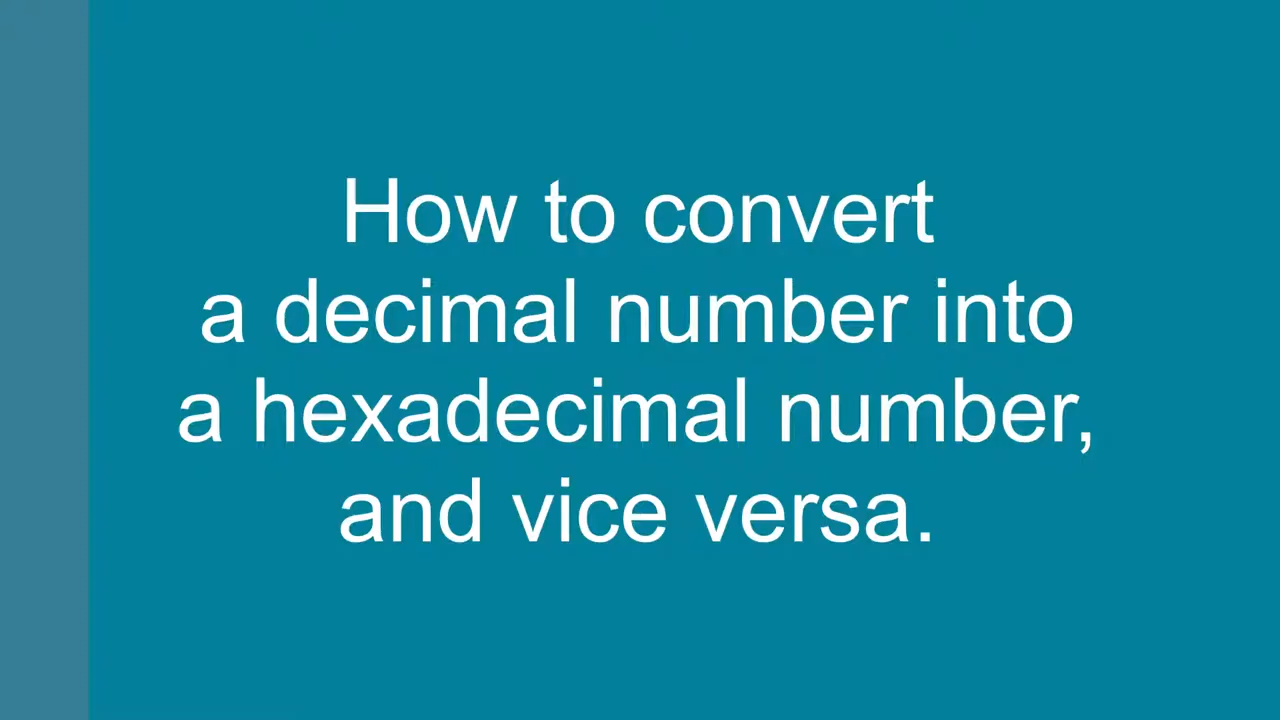 How to convert
a decimal number into
a hexadecimal number,
and vice versa.